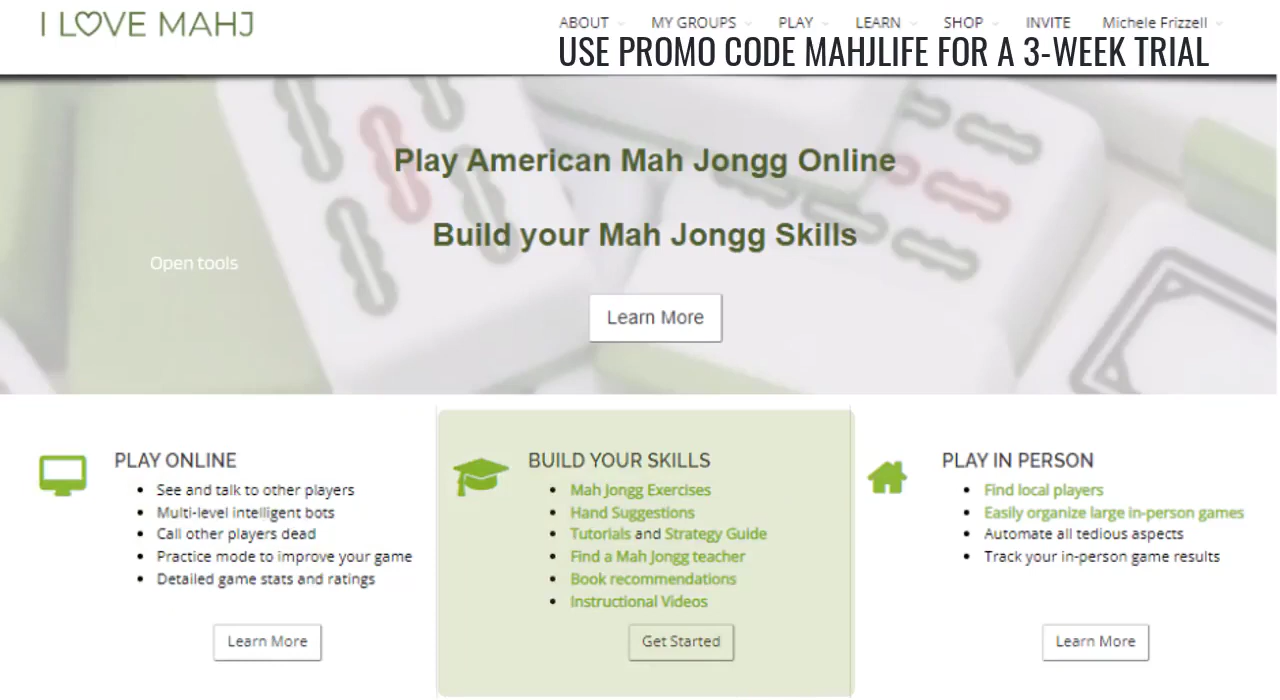 I LOVE MAHJ
ABOUT MY GROUPS PLAY LEARN SHOP INVITE Michele Frizzell
USE PROMO CODE MAHJLIFE FOR A 3-WEEK TRIAL
Play American Mah Jongg Online
Build your Mah Jongg Skills
Open tools
Learn More
PLAY ONLINE
• See and talk to other players
• Multi-level intelligent bots
• Call other players dead
• Practice mode to improve your game
• Detailed game stats and ratings
Learn More
BUILD YOUR SKILLS
• Mah Jongg Exercises
• Hand Suggestions
• Tutorials and Strategy Guide
• Find a Mah Jongg teacher
• Book recommendations
• Instructional Videos
Get Started
PLAY IN PERSON
• Find local players
• Easily organize large in-person games
• Automate all tedious aspects
• Track your in-person game results
Learn More